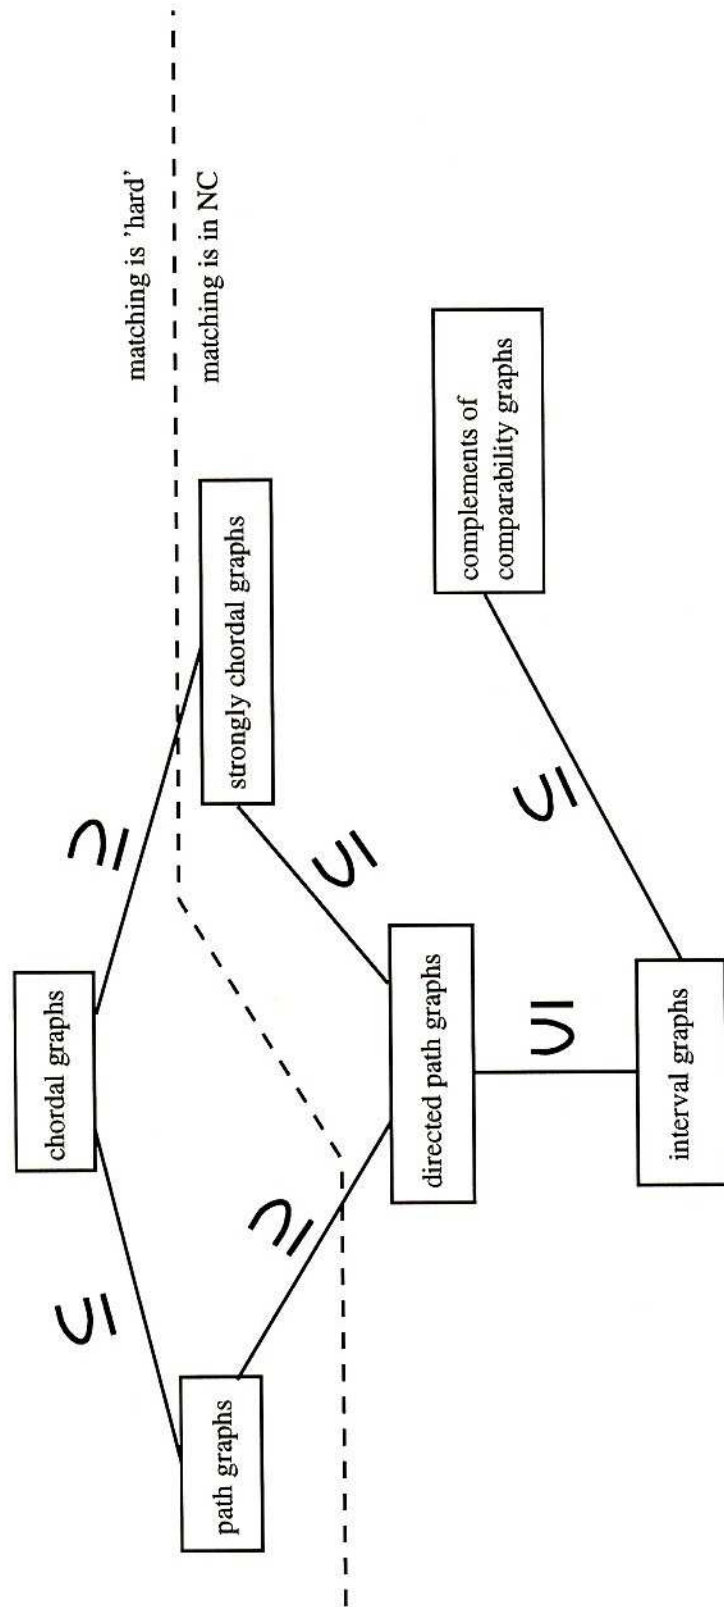 chordal graphs
matching is 'hard'
matching is in NC
path graphs
strongly chordal graphs
directed path graphs
complements of
comparability graphs
interval graphs
⊆
⊇
⊇
⊆
⊆
⊆